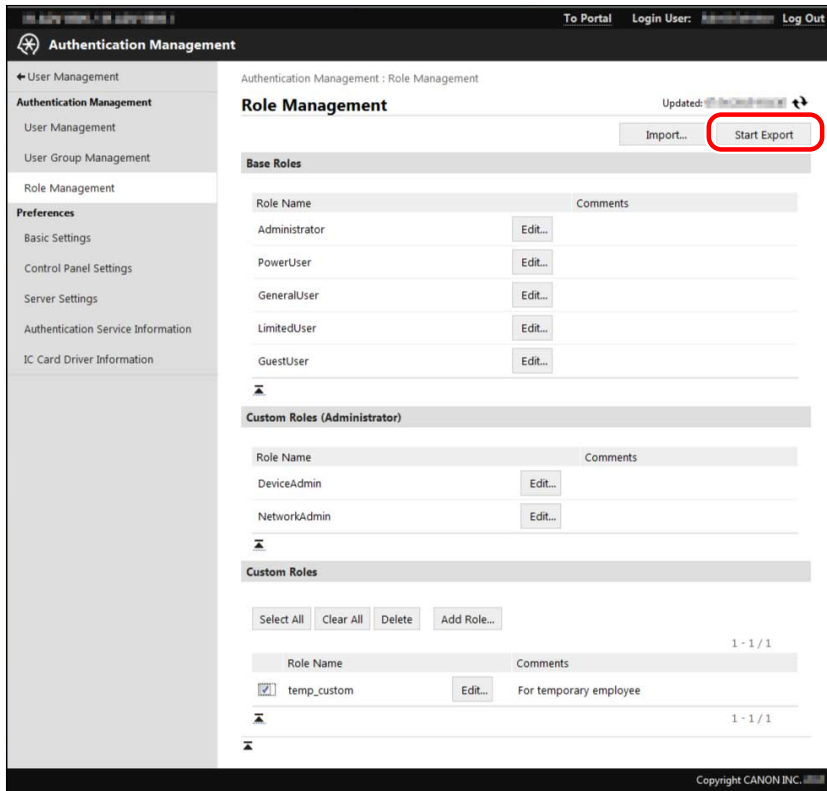 To Portal Login User: Log Out
Authentication Management
User Management
Authentication Management
User Management
User Group Management
Role Management
Preferences
Basic Settings
Control Panel Settings
Server Settings
Authentication Service Information
IC Card Driver Information
Authentication Management : Role Management
Role Management Updated:
Import... Start Export
Base Roles
Role Name Comments
Administrator Edit...
PowerUser Edit...
GeneralUser Edit...
LimitedUser Edit...
GuestUser Edit...
Custom Roles (Administrator)
Role Name Comments
DeviceAdmin Edit...
NetworkAdmin Edit...
Custom Roles
Select All Clear All Delete Add Role...
1 - 1 / 1
Role Name Comments
temp_custom Edit... For temporary employee
1 - 1 / 1
Copyright CANON INC.